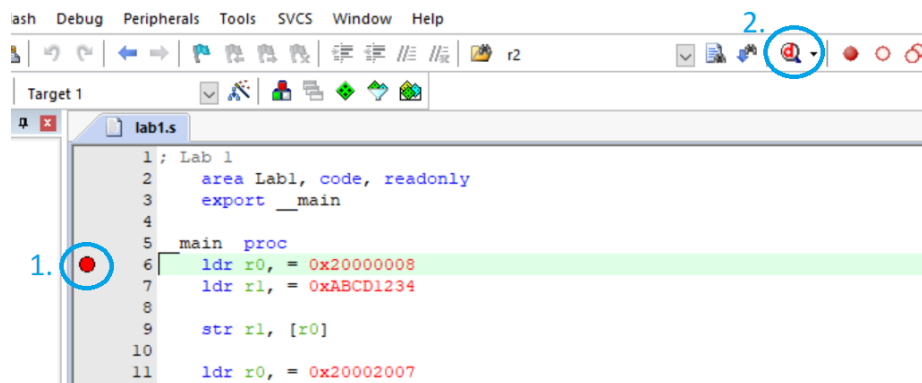 lash Debug Peripherals Tools SVCS Window Help
2.
r2
Target 1
lab1.s
1 ; Lab 1
2 area Lab1, code, readonly
3 export __main
4
5 __main proc
1.
6 ldr r0, = 0x20000008
7 ldr r1, = 0xABCD1234
8
9 str r1, [r0]
10
11 ldr r0, = 0x20002007